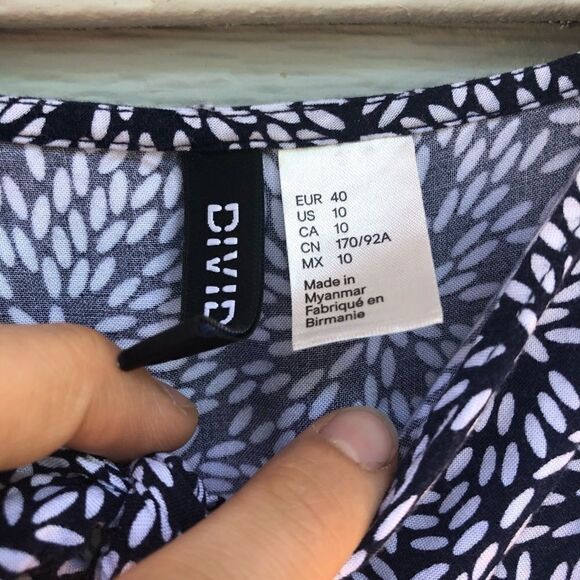 DIVID
EUR 40
US 10
CA 10
CN 170/92A
MX 10
Made in
Myanmar
Fabriqué en
Birmanie